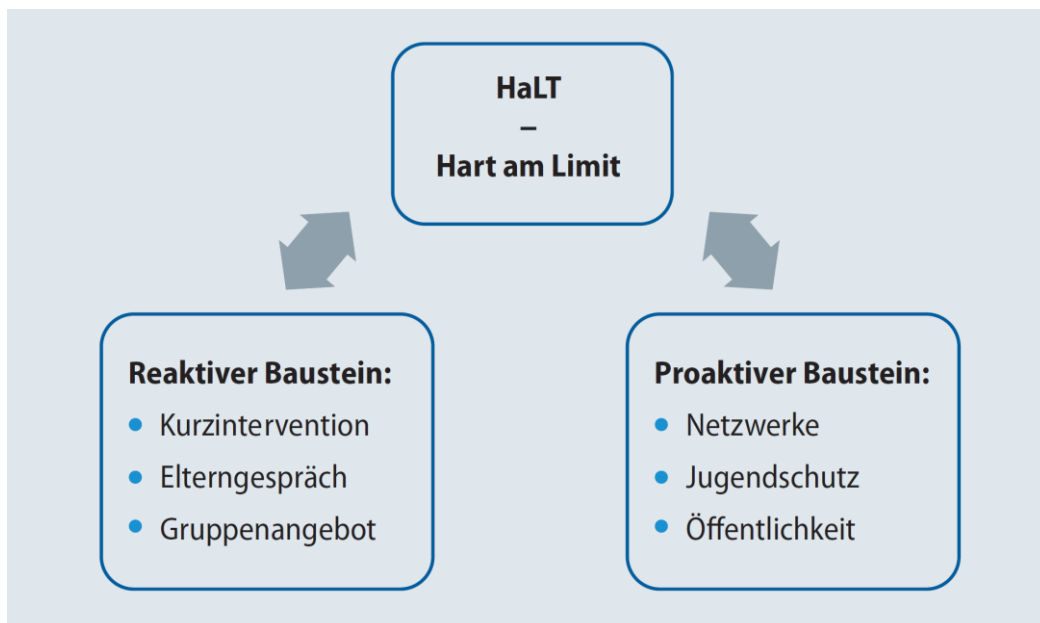 HaLT
–
Hart am Limit
Reaktiver Baustein:
• Kurzintervention
• Elterngespräch
• Gruppenangebot
Proaktiver Baustein:
• Netzwerke
• Jugendschutz
• Öffentlichkeit